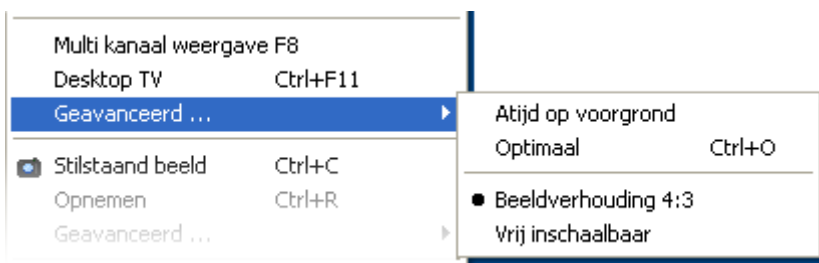 Multi kanaal weergave F8
Desktop TV Ctrl+F11
Geavanceerd ...
Stilstaand beeld Ctrl+C
Opnemen Ctrl+R
Geavanceerd ...
Atijd op voorgrond
Optimaal Ctrl+O
Beeldverhouding 4:3
Vrij inschaalbaar